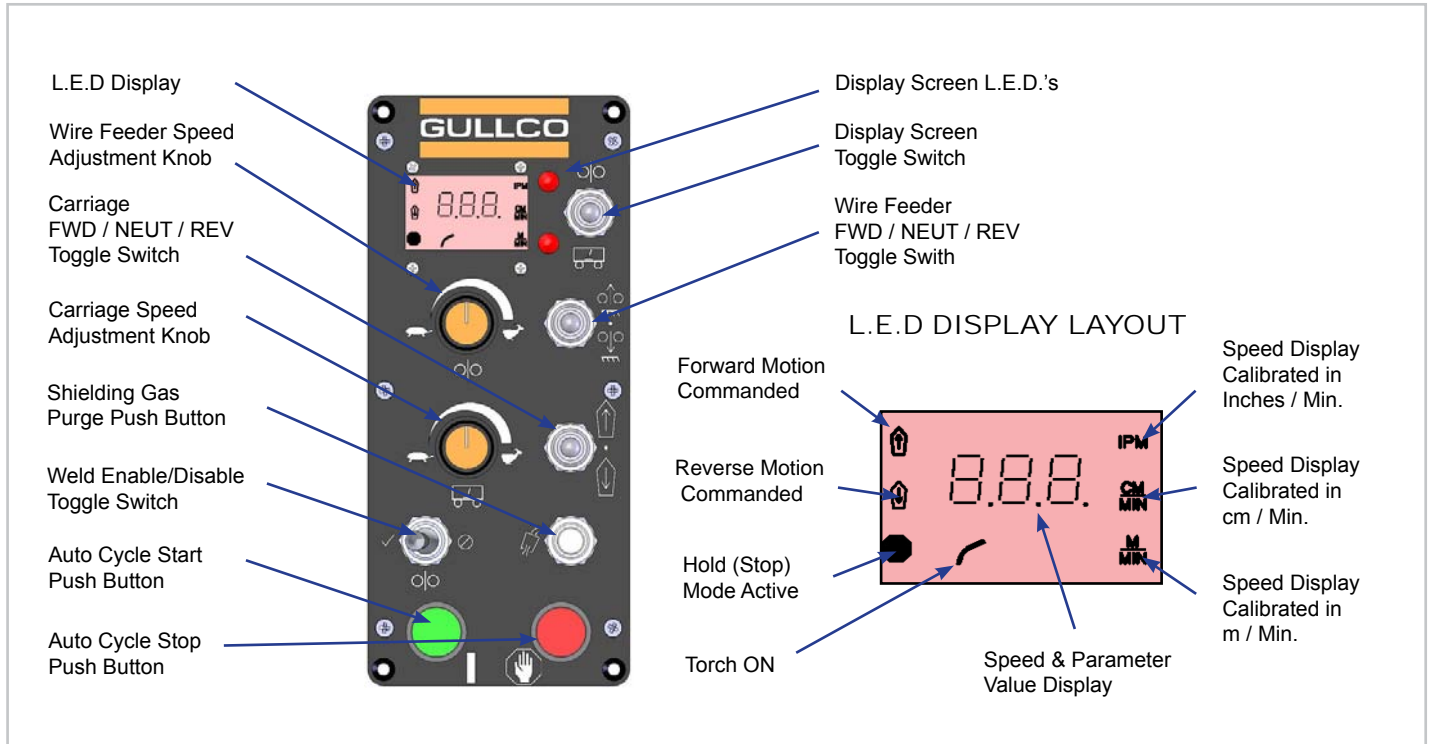 L.E.D Display
Wire Feeder Speed
Adjustment Knob
Carriage
FWD / NEUT / REV
Toggle Switch
Carriage Speed
Adjustment Knob
Shielding Gas
Purge Push Button
Weld Enable/Disable
Toggle Switch
Auto Cycle Start
Push Button
Auto Cycle Stop
Push Button
GULLCO
8.8.8.
IPM
CM
MIN
M
MIN
Display Screen L.E.D.'s
Display Screen
Toggle Switch
Wire Feeder
FWD / NEUT / REV
Toggle Swith
L.E.D DISPLAY LAYOUT
Forward Motion
Commanded
Reverse Motion
Commanded
Hold (Stop)
Mode Active
Torch ON
8.8.8.
IPM
CM
MIN
M
MIN
Speed & Parameter
Value Display
Speed Display
Calibrated in
Inches / Min.
Speed Display
Calibrated in
cm / Min.
Speed Display
Calibrated in
m / Min.